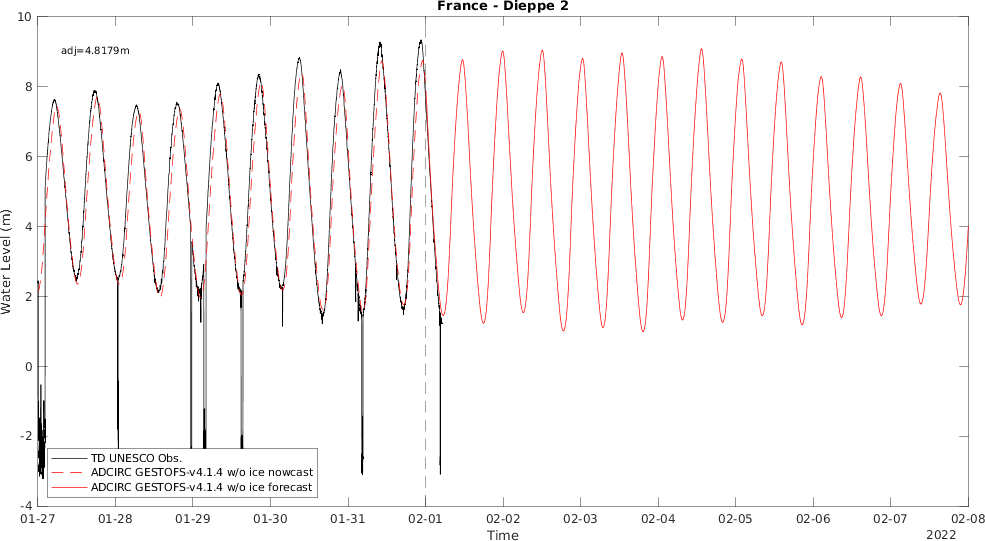 France - Dieppe 2
adj=4.8179m
10
8
6
4
2
0
-2
-4
Water Level (m)
TD UNESCO Obs.
ADCIRC GESTOFS-v4.1.4 w/o ice nowcast
ADCIRC GESTOFS-v4.1.4 w/o ice forecast
01-27 01-28 01-29 01-30 01-31 02-01 02-02 02-03 02-04 02-05 02-06 02-07 02-08
Time
2022